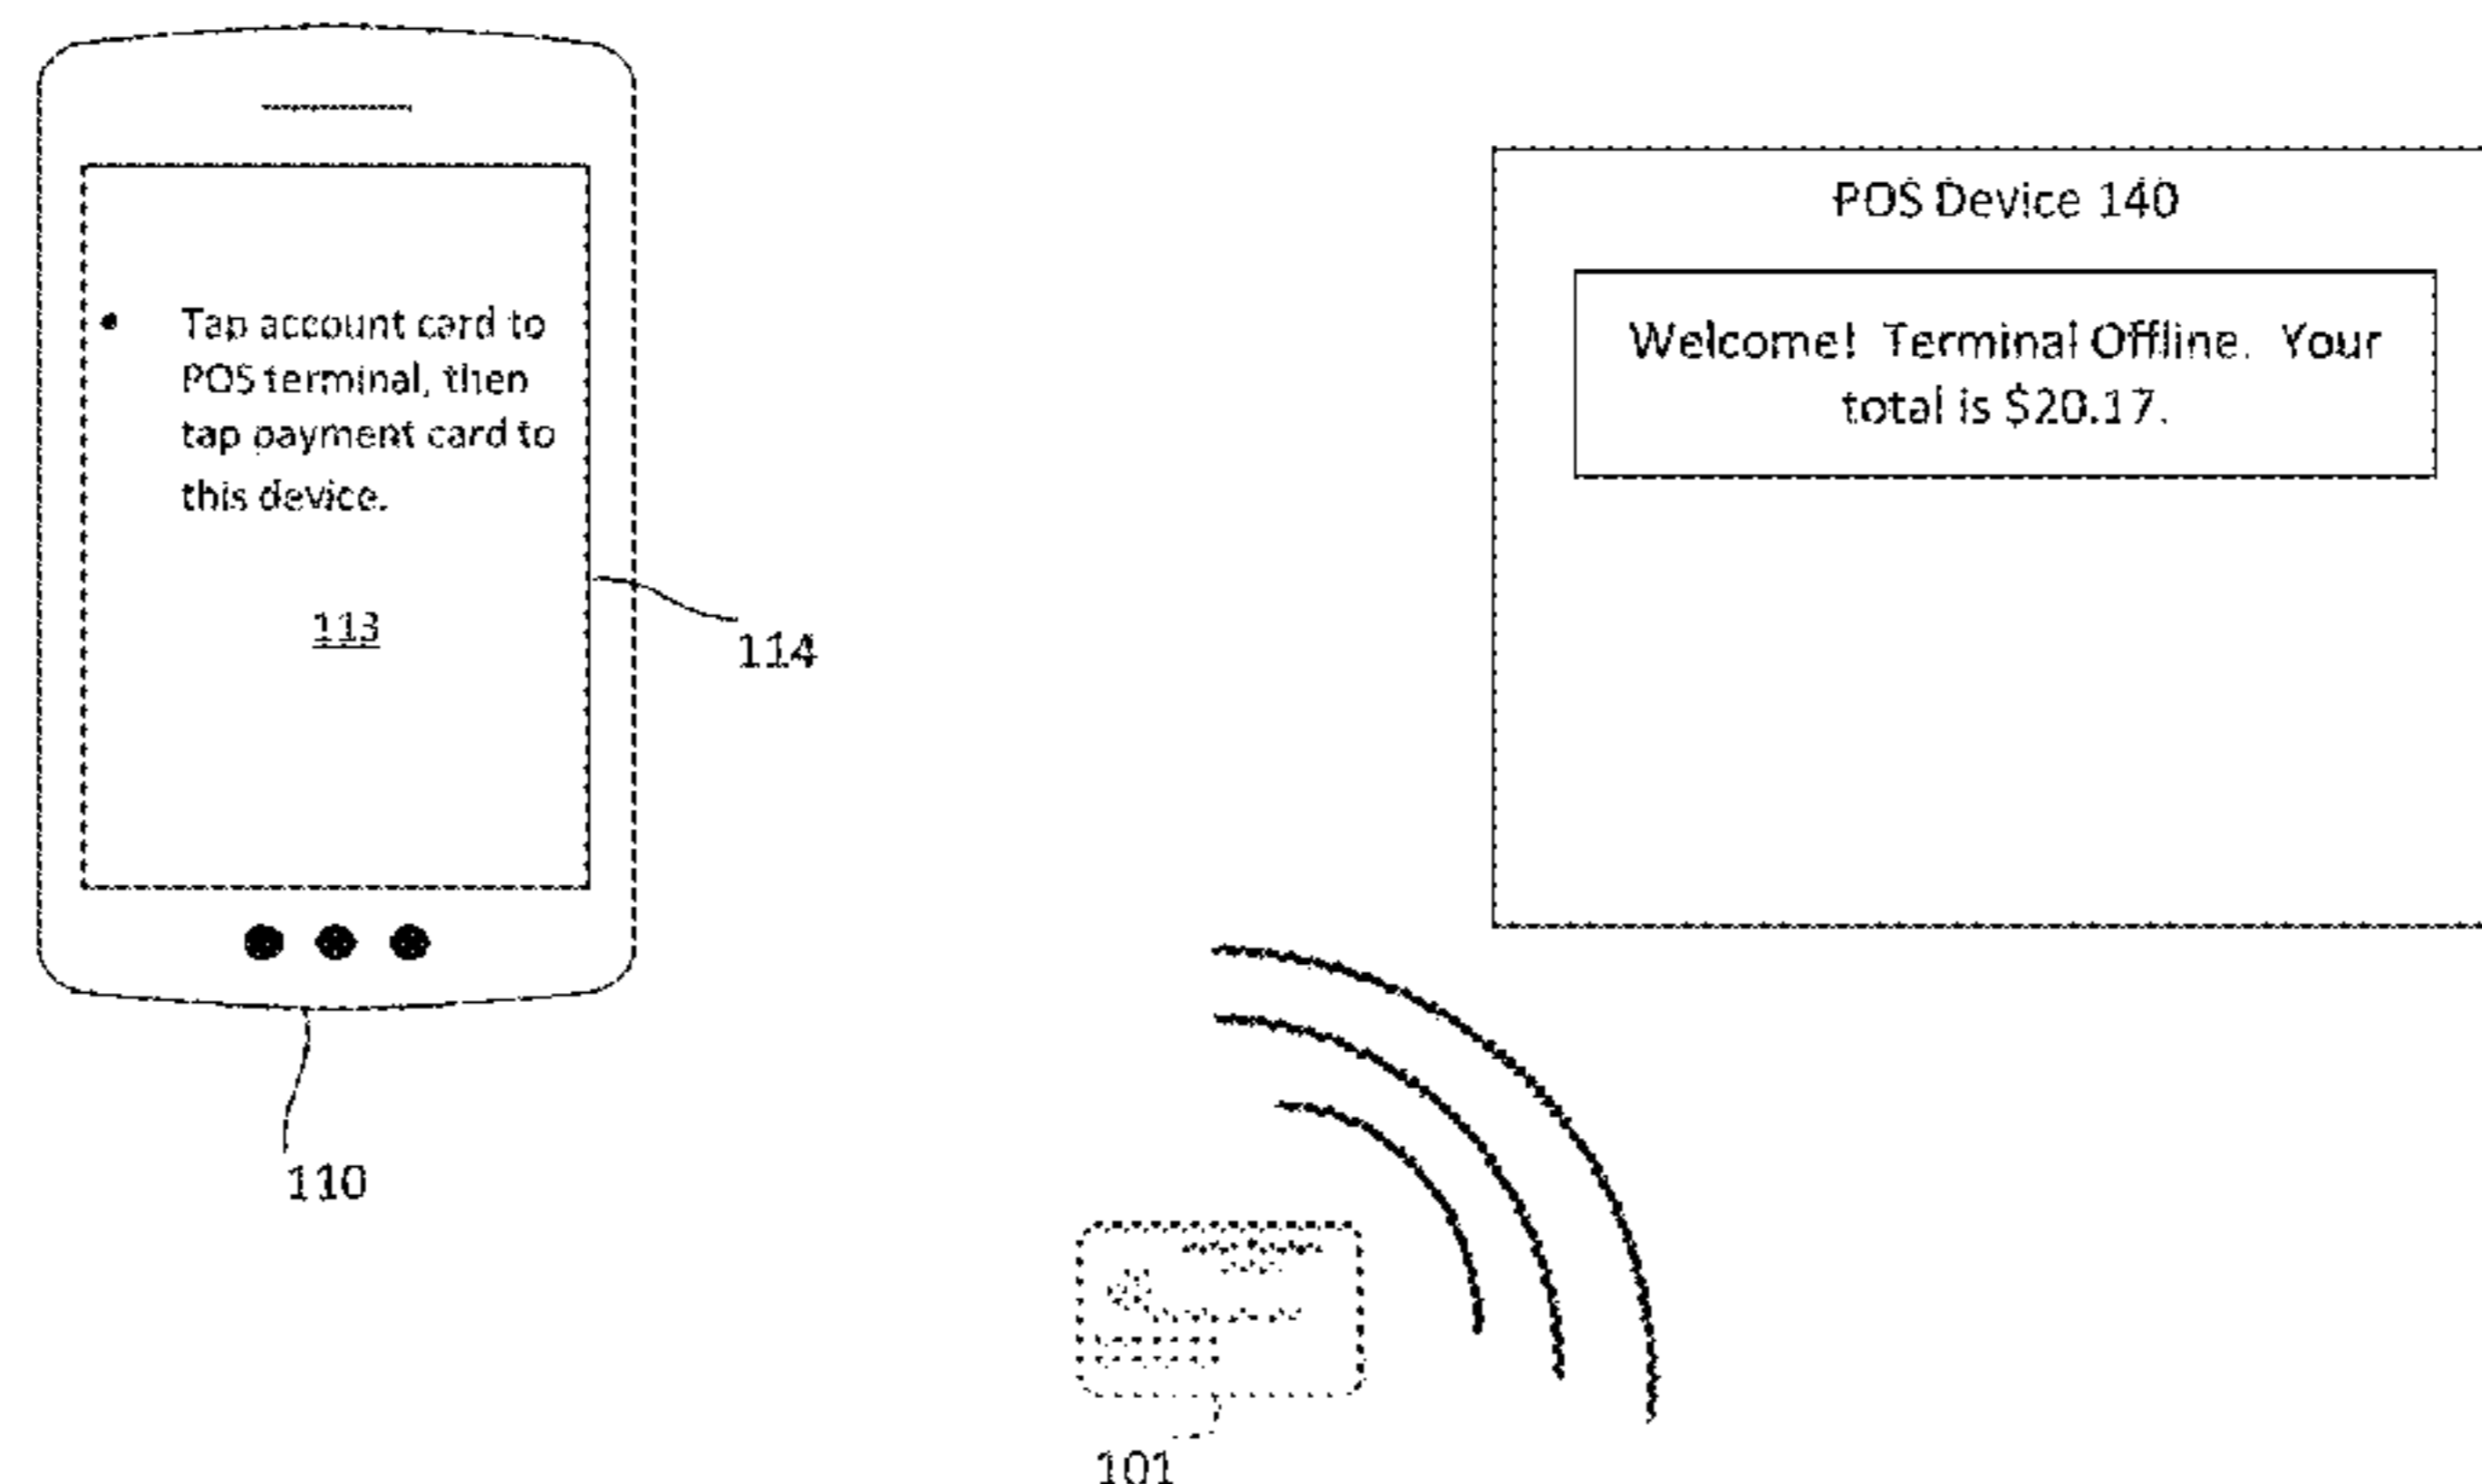 • Tap account card to
POS terminal, then
tap payment card to
this device.
113
114
110
POS Device 140
Welcome! Terminal Offline. Your
total is $20.17.
101